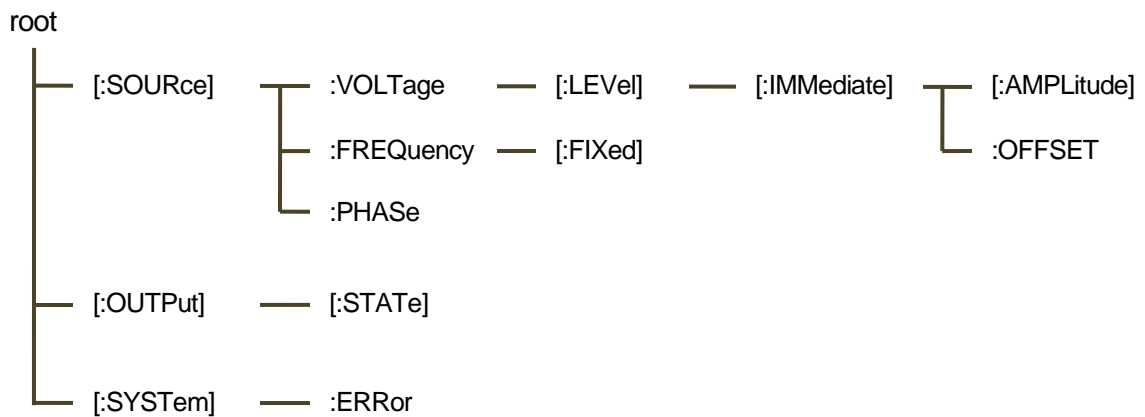 root
[:SOURce] :VOLTage [:LEVel] [:IMMediate] [:AMPLitude]
:FREQuency [:FIXed] :OFFSET
:PHASe
[:OUTPut] [:STATe]
[:SYSTem] :ERRor